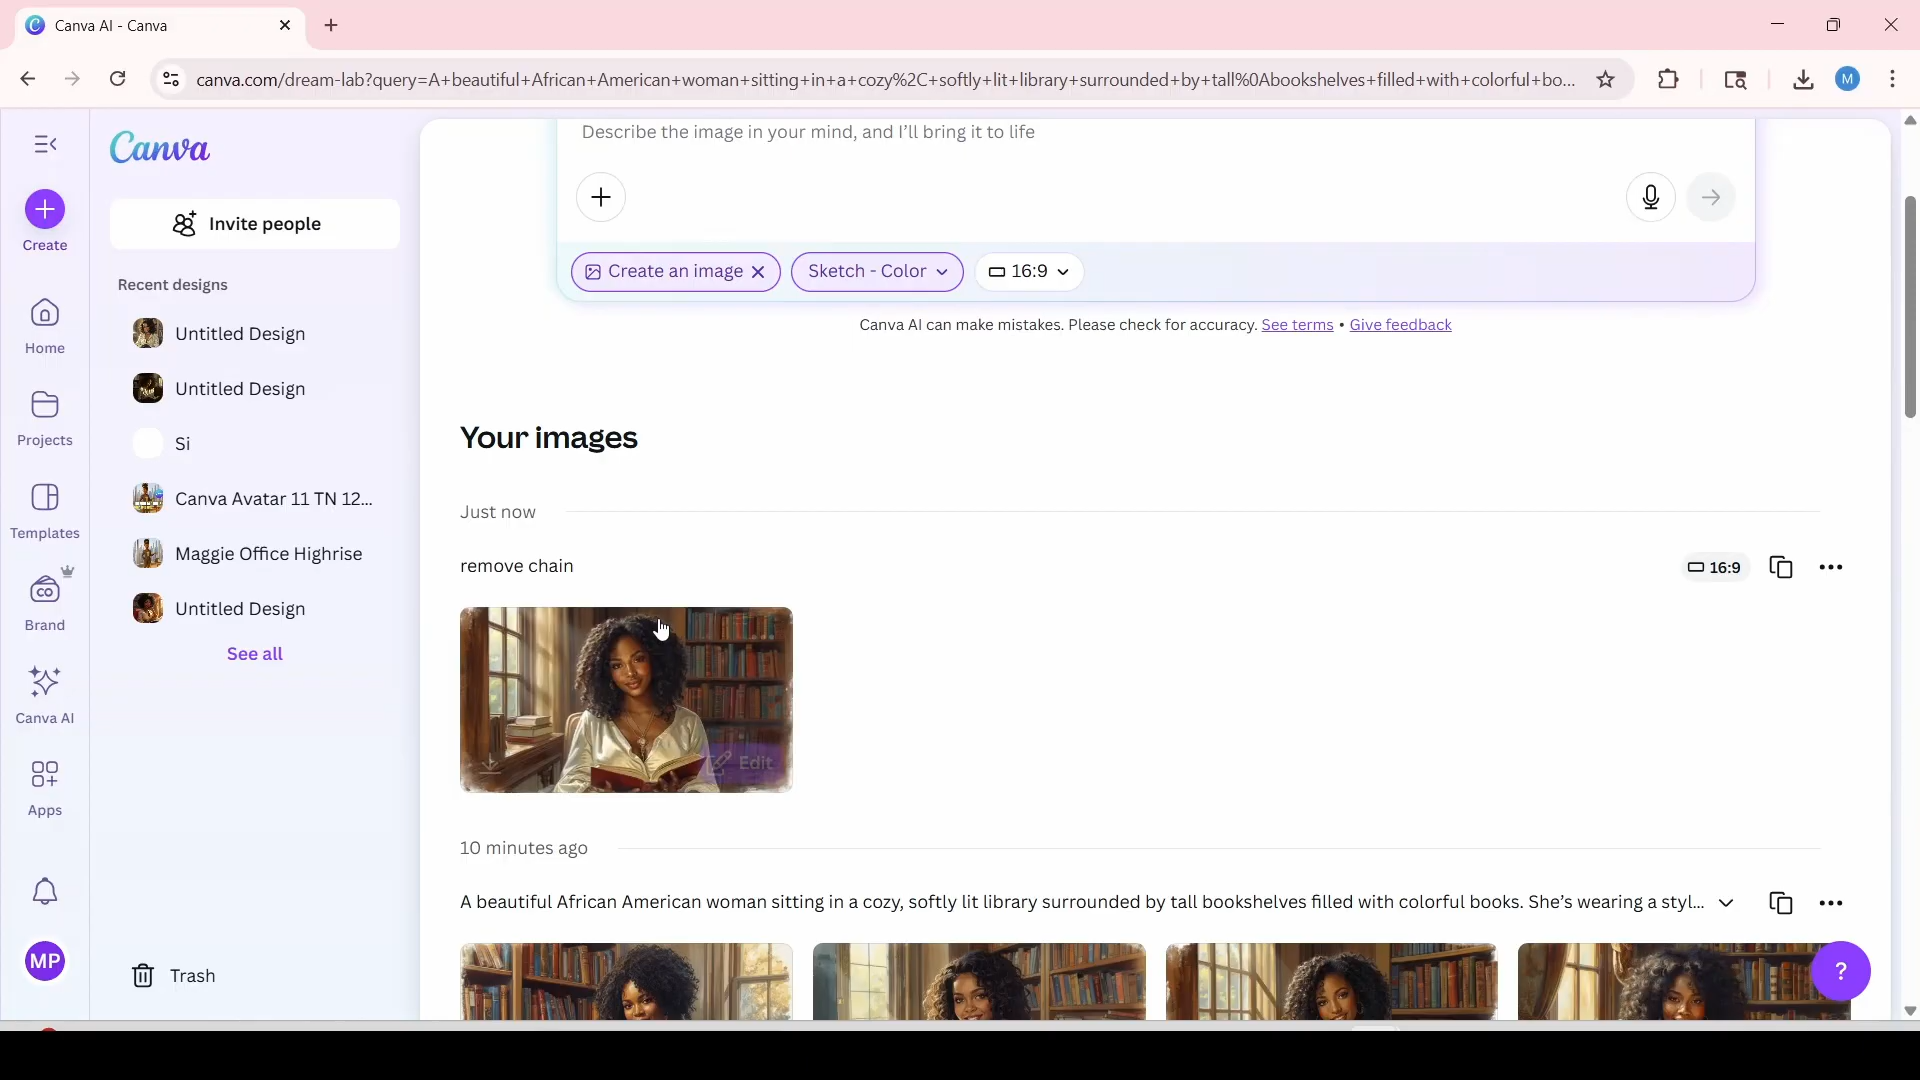 Canva AI - Canva
canva.com/dream-lab?query=A+beautiful+African+American+woman+sitting+in+a+cozy%2C+softly+lit+library+surrounded+by+tall%0Abookshelves+filled+with+colorful+bo...
M
Canva
Invite people
Recent designs
Untitled Design
Untitled Design
Si
Canva Avatar 11 TN 12...
Maggie Office Highrise
Untitled Design
See all
Trash
Create
Home
Projects
Templates
Brand
Canva AI
Apps
MP
Describe the image in your mind, and I'll bring it to life
Create an image
Sketch - Color
16:9
Canva AI can make mistakes. Please check for accuracy. See terms • Give feedback
Your images
Just now
remove chain
16:9
Edit
10 minutes ago
A beautiful African American woman sitting in a cozy, softly lit library surrounded by tall bookshelves filled with colorful books. She's wearing a styl...
?